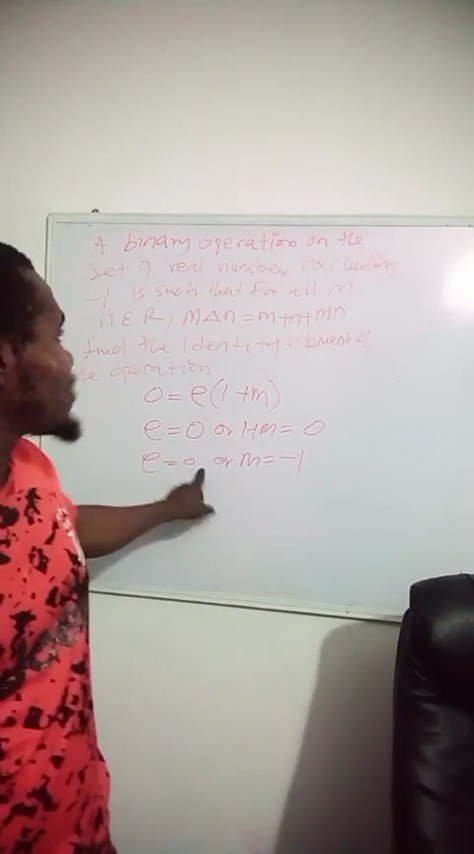 A binary operation on the
set of real number excluding
-1 is such that for all m
n ∈ R, m∆n = m+n+mn
Find the identity element of
the operation
0 = e(1+m)
e = 0 or 1+m = 0
e = 0 or m = -1